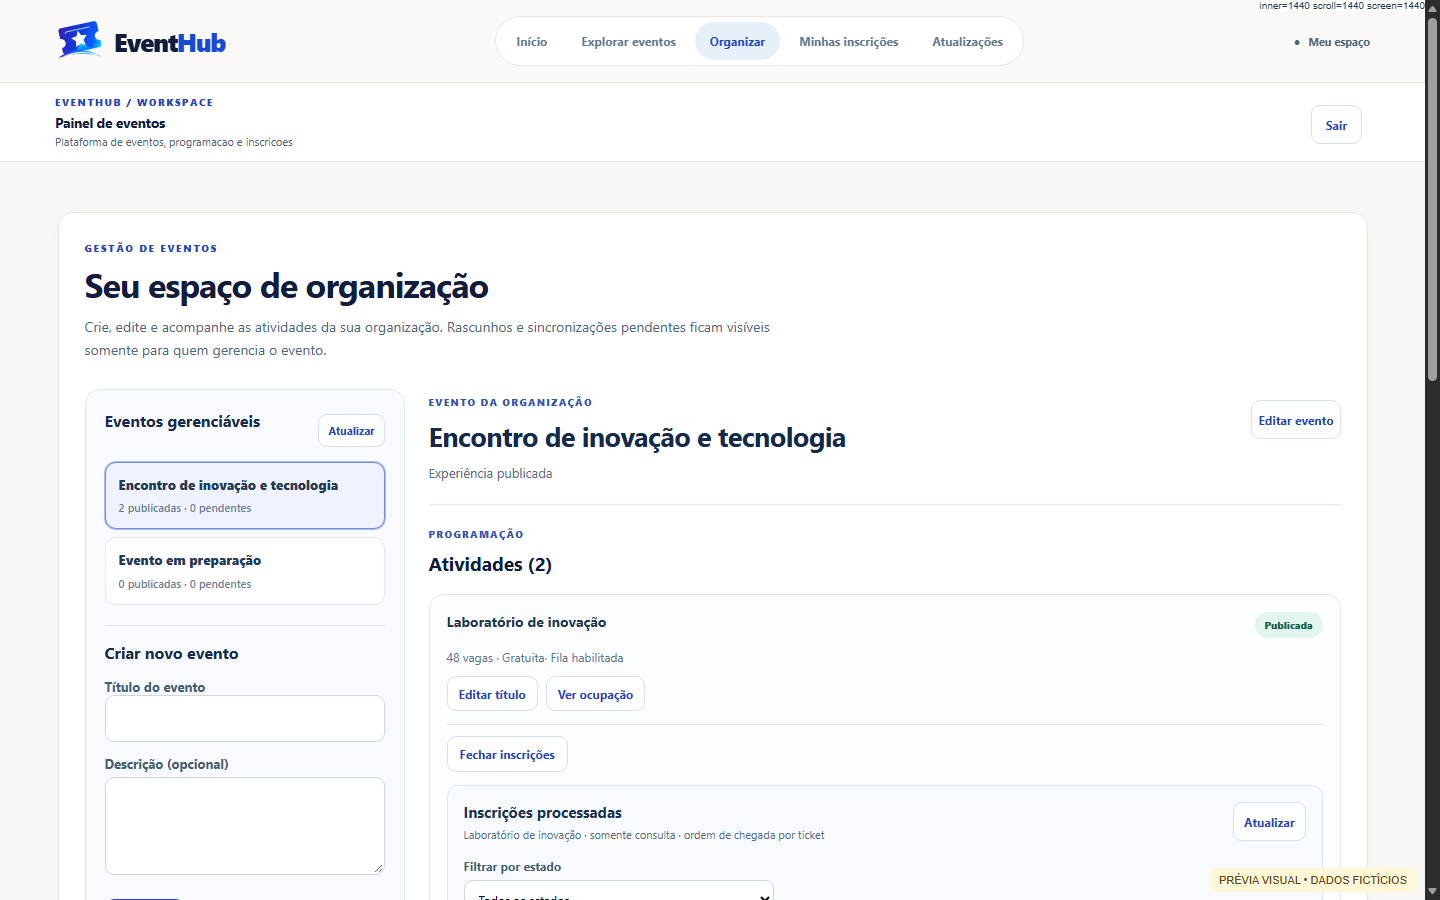 inner=1440 scroll=1440 screen=1440
EventHub
Início
Explorar eventos
Organizar
Minhas inscrições
Atualizações
• Meu espaço
EVENTHUB / WORKSPACE
Painel de eventos
Plataforma de eventos, programacao e inscricoes
Sair
GESTÃO DE EVENTOS
Seu espaço de organização
Crie, edite e acompanhe as atividades da sua organização. Rascunhos e sincronizações pendentes ficam visíveis
somente para quem gerencia o evento.
Eventos gerenciáveis
Atualizar
Encontro de inovação e tecnologia
2 publicadas · 0 pendentes
Evento em preparação
0 publicadas · 0 pendentes
Criar novo evento
Título do evento
Descrição (opcional)
EVENTO DA ORGANIZAÇÃO
Encontro de inovação e tecnologia
Experiência publicada
Editar evento
PROGRAMAÇÃO
Atividades (2)
Laboratório de inovação
Publicada
48 vagas · Gratuita· Fila habilitada
Editar título
Ver ocupação
Fechar inscrições
Inscrições processadas
Laboratório de inovação · somente consulta · ordem de chegada por ticket
Atualizar
Filtrar por estado
Todos os estados
PRÉVIA VISUAL • DADOS FICTÍCIOS